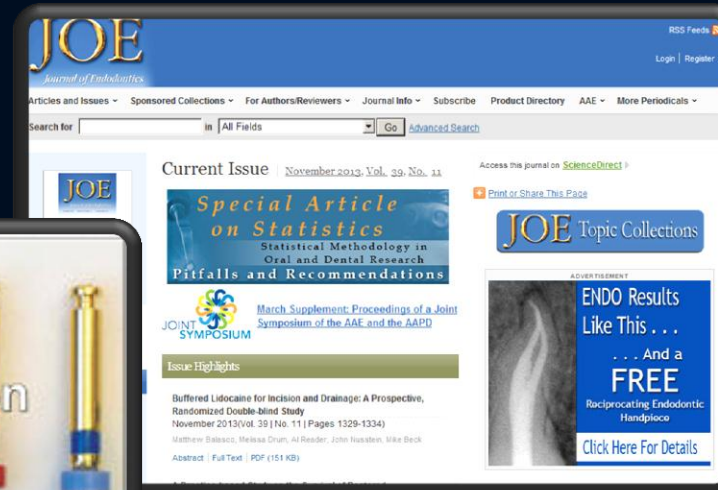 JOE
Journal of Endodontics
RSS Feeds
Login | Register
Articles and Issues Sponsored Collections For Authors/Reviewers Journal Info Subscribe Product Directory AAE More Periodicals
Search for in All Fields Go Advanced Search
JOE
Current Issue | November 2013, Vol. 39, No. 11
Special Article
on Statistics
Statistical Methodology in
Oral and Dental Research
Pitfalls and Recommendations
JOINT
SYMPOSIUM
March Supplement: Proceedings of a Joint
Symposium of the AAE and the AAPD
Issue Highlights
Buffered Lidocaine for Incision and Drainage: A Prospective,
Randomized Double-blind Study
November 2013(Vol. 39 | No. 11 | Pages 1329-1334)
Matthew Balasco, Melissa Drum, Al Reader, John Nusstein, Mike Beck
Abstract | Full Text | PDF (151 KB)
Access this journal on ScienceDirect
Print or Share This Page
JOE Topic Collections
ADVERTISEMENT
ENDO Results
Like This . . .
. . . And a
FREE
Reciprocating Endodontic
Handpiece
Click Here For Details
n